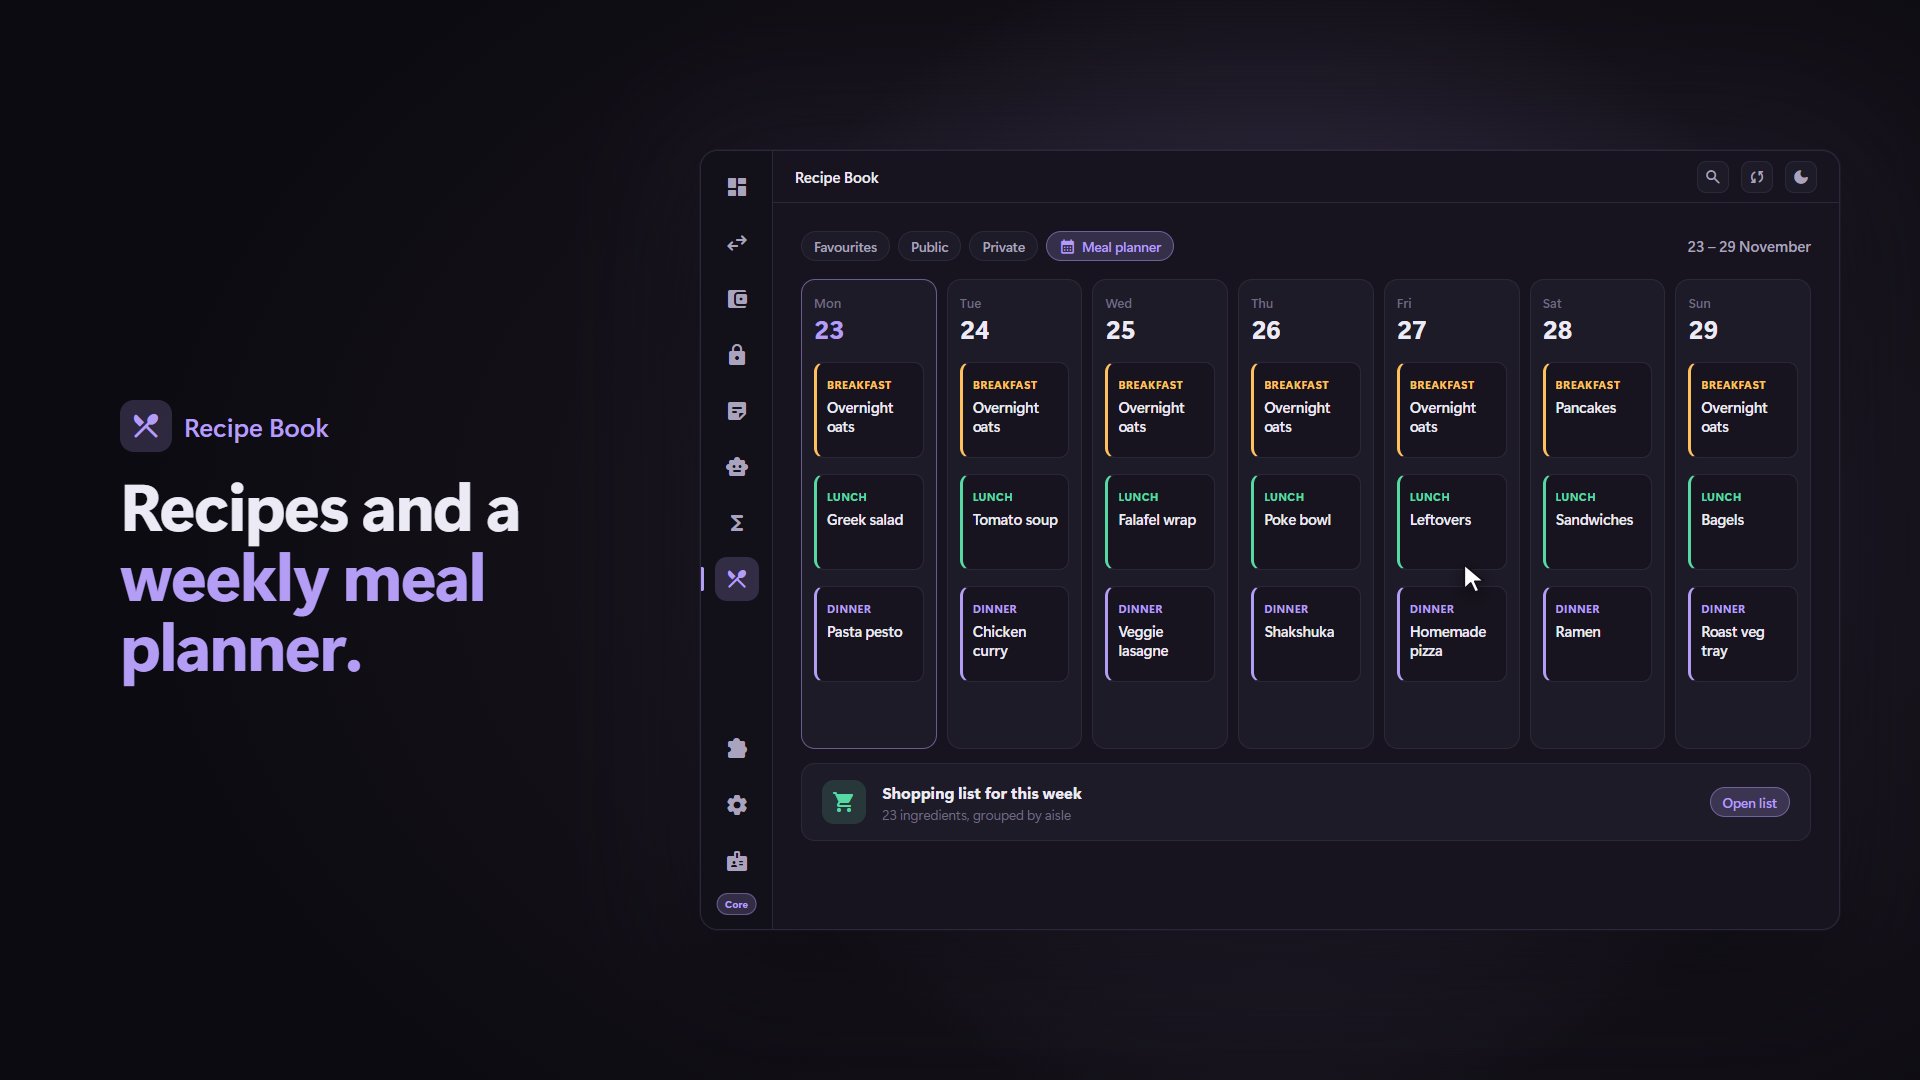 Recipe Book
Recipes and a
weekly meal
planner.
Recipe Book
Favourites
Public
Private
Meal planner
23 – 29 November
Mon
23
BREAKFAST
Overnight
oats
LUNCH
Greek salad
DINNER
Pasta pesto
Tue
24
BREAKFAST
Overnight
oats
LUNCH
Tomato soup
DINNER
Chicken
curry
Wed
25
BREAKFAST
Overnight
oats
LUNCH
Falafel wrap
DINNER
Veggie
lasagne
Thu
26
BREAKFAST
Overnight
oats
LUNCH
Poke bowl
DINNER
Shakshuka
Fri
27
BREAKFAST
Overnight
oats
LUNCH
Leftovers
DINNER
Homemade
pizza
Sat
28
BREAKFAST
Pancakes
LUNCH
Sandwiches
DINNER
Ramen
Sun
29
BREAKFAST
Overnight
oats
LUNCH
Bagels
DINNER
Roast veg
tray
Shopping list for this week
23 ingredients, grouped by aisle
Open list
Core